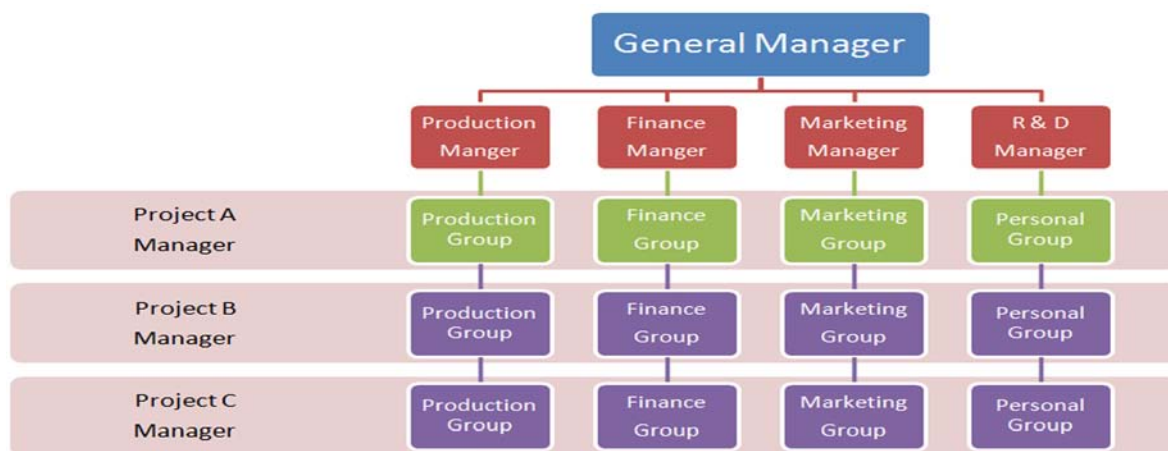 General Manager
Production
Manger
Finance
Manger
Marketing
Manager
R & D
Manager
Project A
Manager
Production
Group
Finance
Group
Marketing
Group
Personal
Group
Project B
Manager
Production
Group
Finance
Group
Marketing
Group
Personal
Group
Project C
Manager
Production
Group
Finance
Group
Marketing
Group
Personal
Group